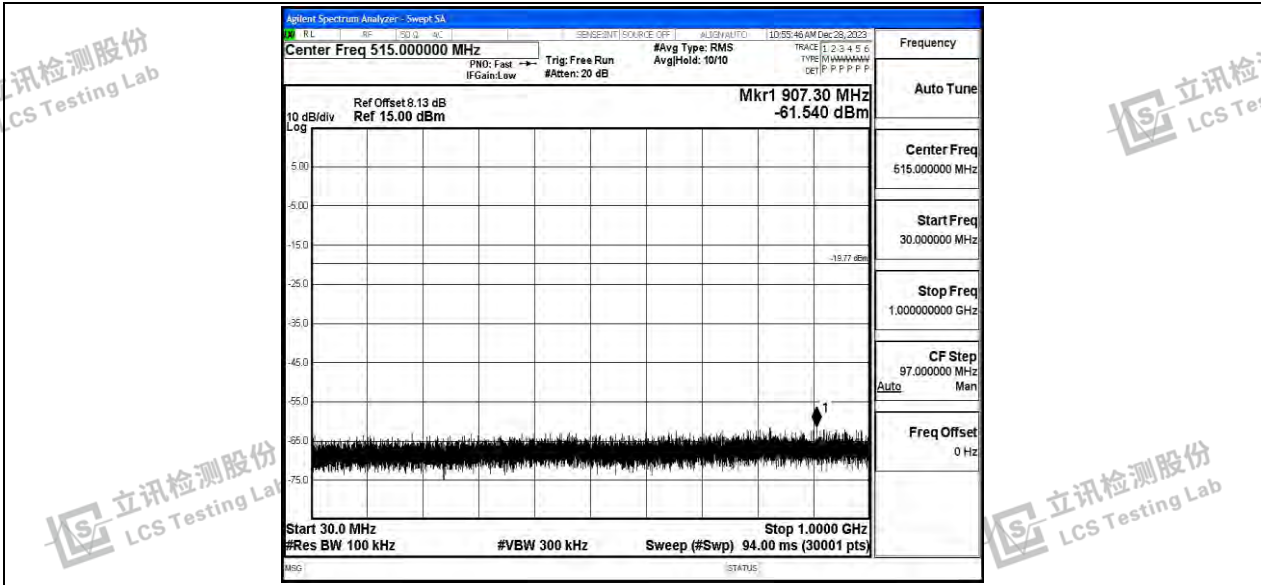 Agilent Spectrum Analyzer - Swept SA
RL RF 50 Ω AC SENSE:INT SOURCE OFF ALIGNAUTO 10:55:46 AM Dec 28, 2023
Center Freq 515.000000 MHz
PNO: Fast
IFGain:Low
Trig: Free Run
#Atten: 20 dB
#Avg Type: RMS
Avg|Hold: 10/10
TRACE 1 2 3 4 5 6
TYPE M WWWWW
DET P P P P P P
Frequency
Auto Tune
Center Freq
515.000000 MHz
Start Freq
30.000000 MHz
Stop Freq
1.000000000 GHz
CF Step
97.000000 MHz
Auto Man
Freq Offset
0 Hz
Mkr1 907.30 MHz
-61.540 dBm
Ref Offset 8.13 dB
10 dB/div Ref 15.00 dBm
Log
5.00
-5.00
-15.0
-19.77 dBm
-25.0
-35.0
-45.0
-55.0
1
-65.0
-75.0
Start 30.0 MHz Stop 1.0000 GHz
#Res BW 100 kHz #VBW 300 kHz Sweep (#Swp) 94.00 ms (30001 pts)
MSG STATUS
讯检测股份
LCS Testing Lab
立讯检
LCS Tes
立讯检测股份
LCS Testing Lab
立讯检测股份
LCS Testing Lab